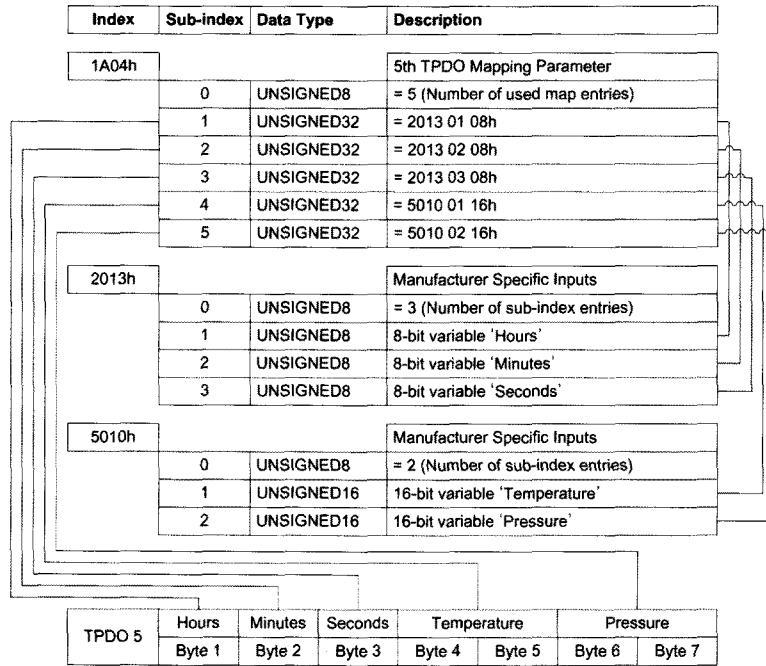 Index Sub-index Data Type Description
1A04h 5th TPDO Mapping Parameter
0 UNSIGNED8 = 5 (Number of used map entries)
1 UNSIGNED32 = 2013 01 08h
2 UNSIGNED32 = 2013 02 08h
3 UNSIGNED32 = 2013 03 08h
4 UNSIGNED32 = 5010 01 16h
5 UNSIGNED32 = 5010 02 16h
2013h Manufacturer Specific Inputs
0 UNSIGNED8 = 3 (Number of sub-index entries)
1 UNSIGNED8 8-bit variable 'Hours'
2 UNSIGNED8 8-bit variable 'Minutes'
3 UNSIGNED8 8-bit variable 'Seconds'
5010h Manufacturer Specific Inputs
0 UNSIGNED8 = 2 (Number of sub-index entries)
1 UNSIGNED16 16-bit variable 'Temperature'
2 UNSIGNED16 16-bit variable 'Pressure'
TPDO 5 Hours Minutes Seconds Temperature Pressure
Byte 1 Byte 2 Byte 3 Byte 4 Byte 5 Byte 6 Byte 7